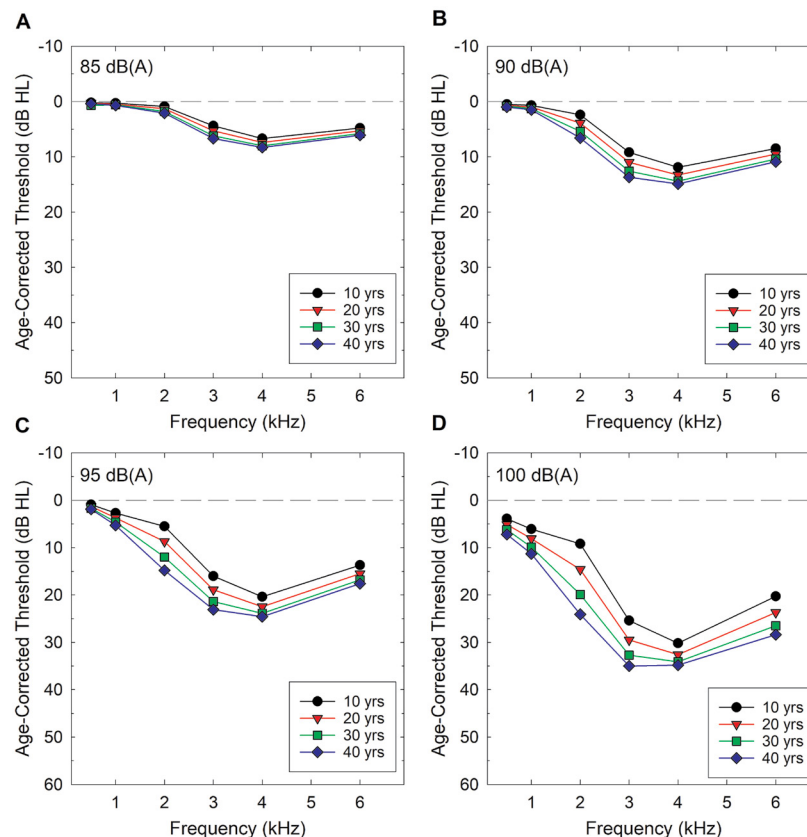 A
85 dB(A)
Age-Corrected Threshold (dB HL)
-10
0
10
20
30
40
50
1 2 3 4 5 6
Frequency (kHz)
10 yrs
20 yrs
30 yrs
40 yrs
B
90 dB(A)
Age-Corrected Threshold (dB HL)
-10
0
10
20
30
40
50
1 2 3 4 5 6
Frequency (kHz)
10 yrs
20 yrs
30 yrs
40 yrs
C
95 dB(A)
Age-Corrected Threshold (dB HL)
-10
0
10
20
30
40
50
60
1 2 3 4 5 6
Frequency (kHz)
10 yrs
20 yrs
30 yrs
40 yrs
D
100 dB(A)
Age-Corrected Threshold (dB HL)
-10
0
10
20
30
40
50
60
1 2 3 4 5 6
Frequency (kHz)
10 yrs
20 yrs
30 yrs
40 yrs